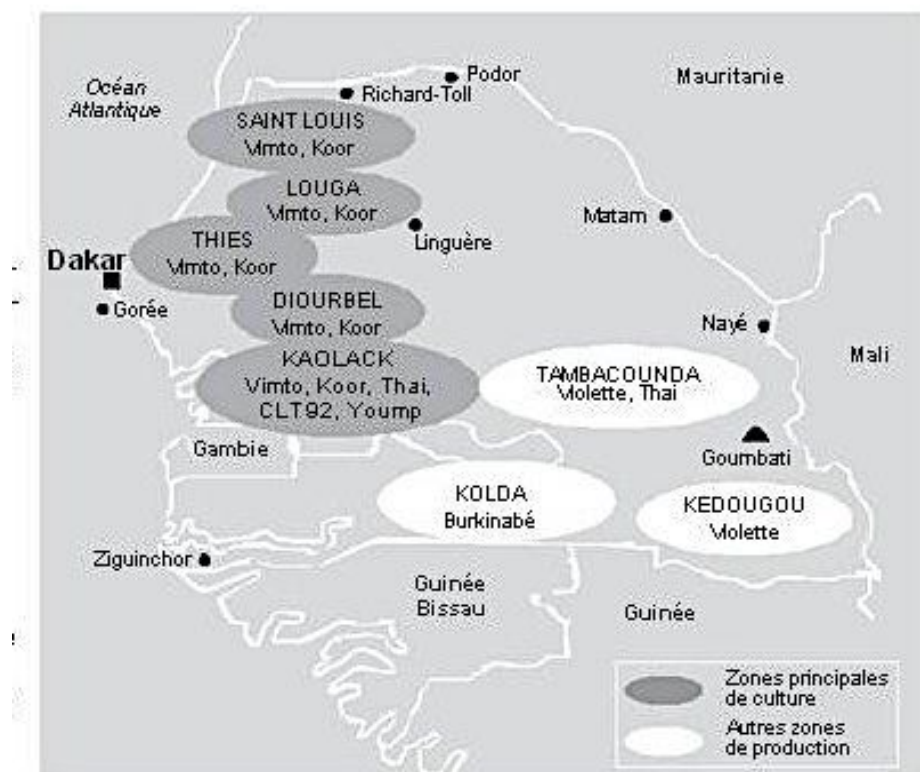 Océan
Atlantique
Podor
Mauritanie
Richard-Toll
SAINT LOUIS
Vimto, Koor
LOUGA
Vimto, Koor
Matam
Linguère
THIES
Vimto, Koor
Dakar
Gorée
DIOURBEL
Vimto, Koor
Nayé
Mali
KAOLACK
Vimto, Koor, Thai,
CLT92, Yoump
TAMBACOUNDA
Violette, Thai
Gambie
Goumbati
KOLDA
Burkinabé
KEDOUGOU
Violette
Ziguinchor
Guinée
Bissau
Guinée
Zones principales
de culture
Autres zones
de production